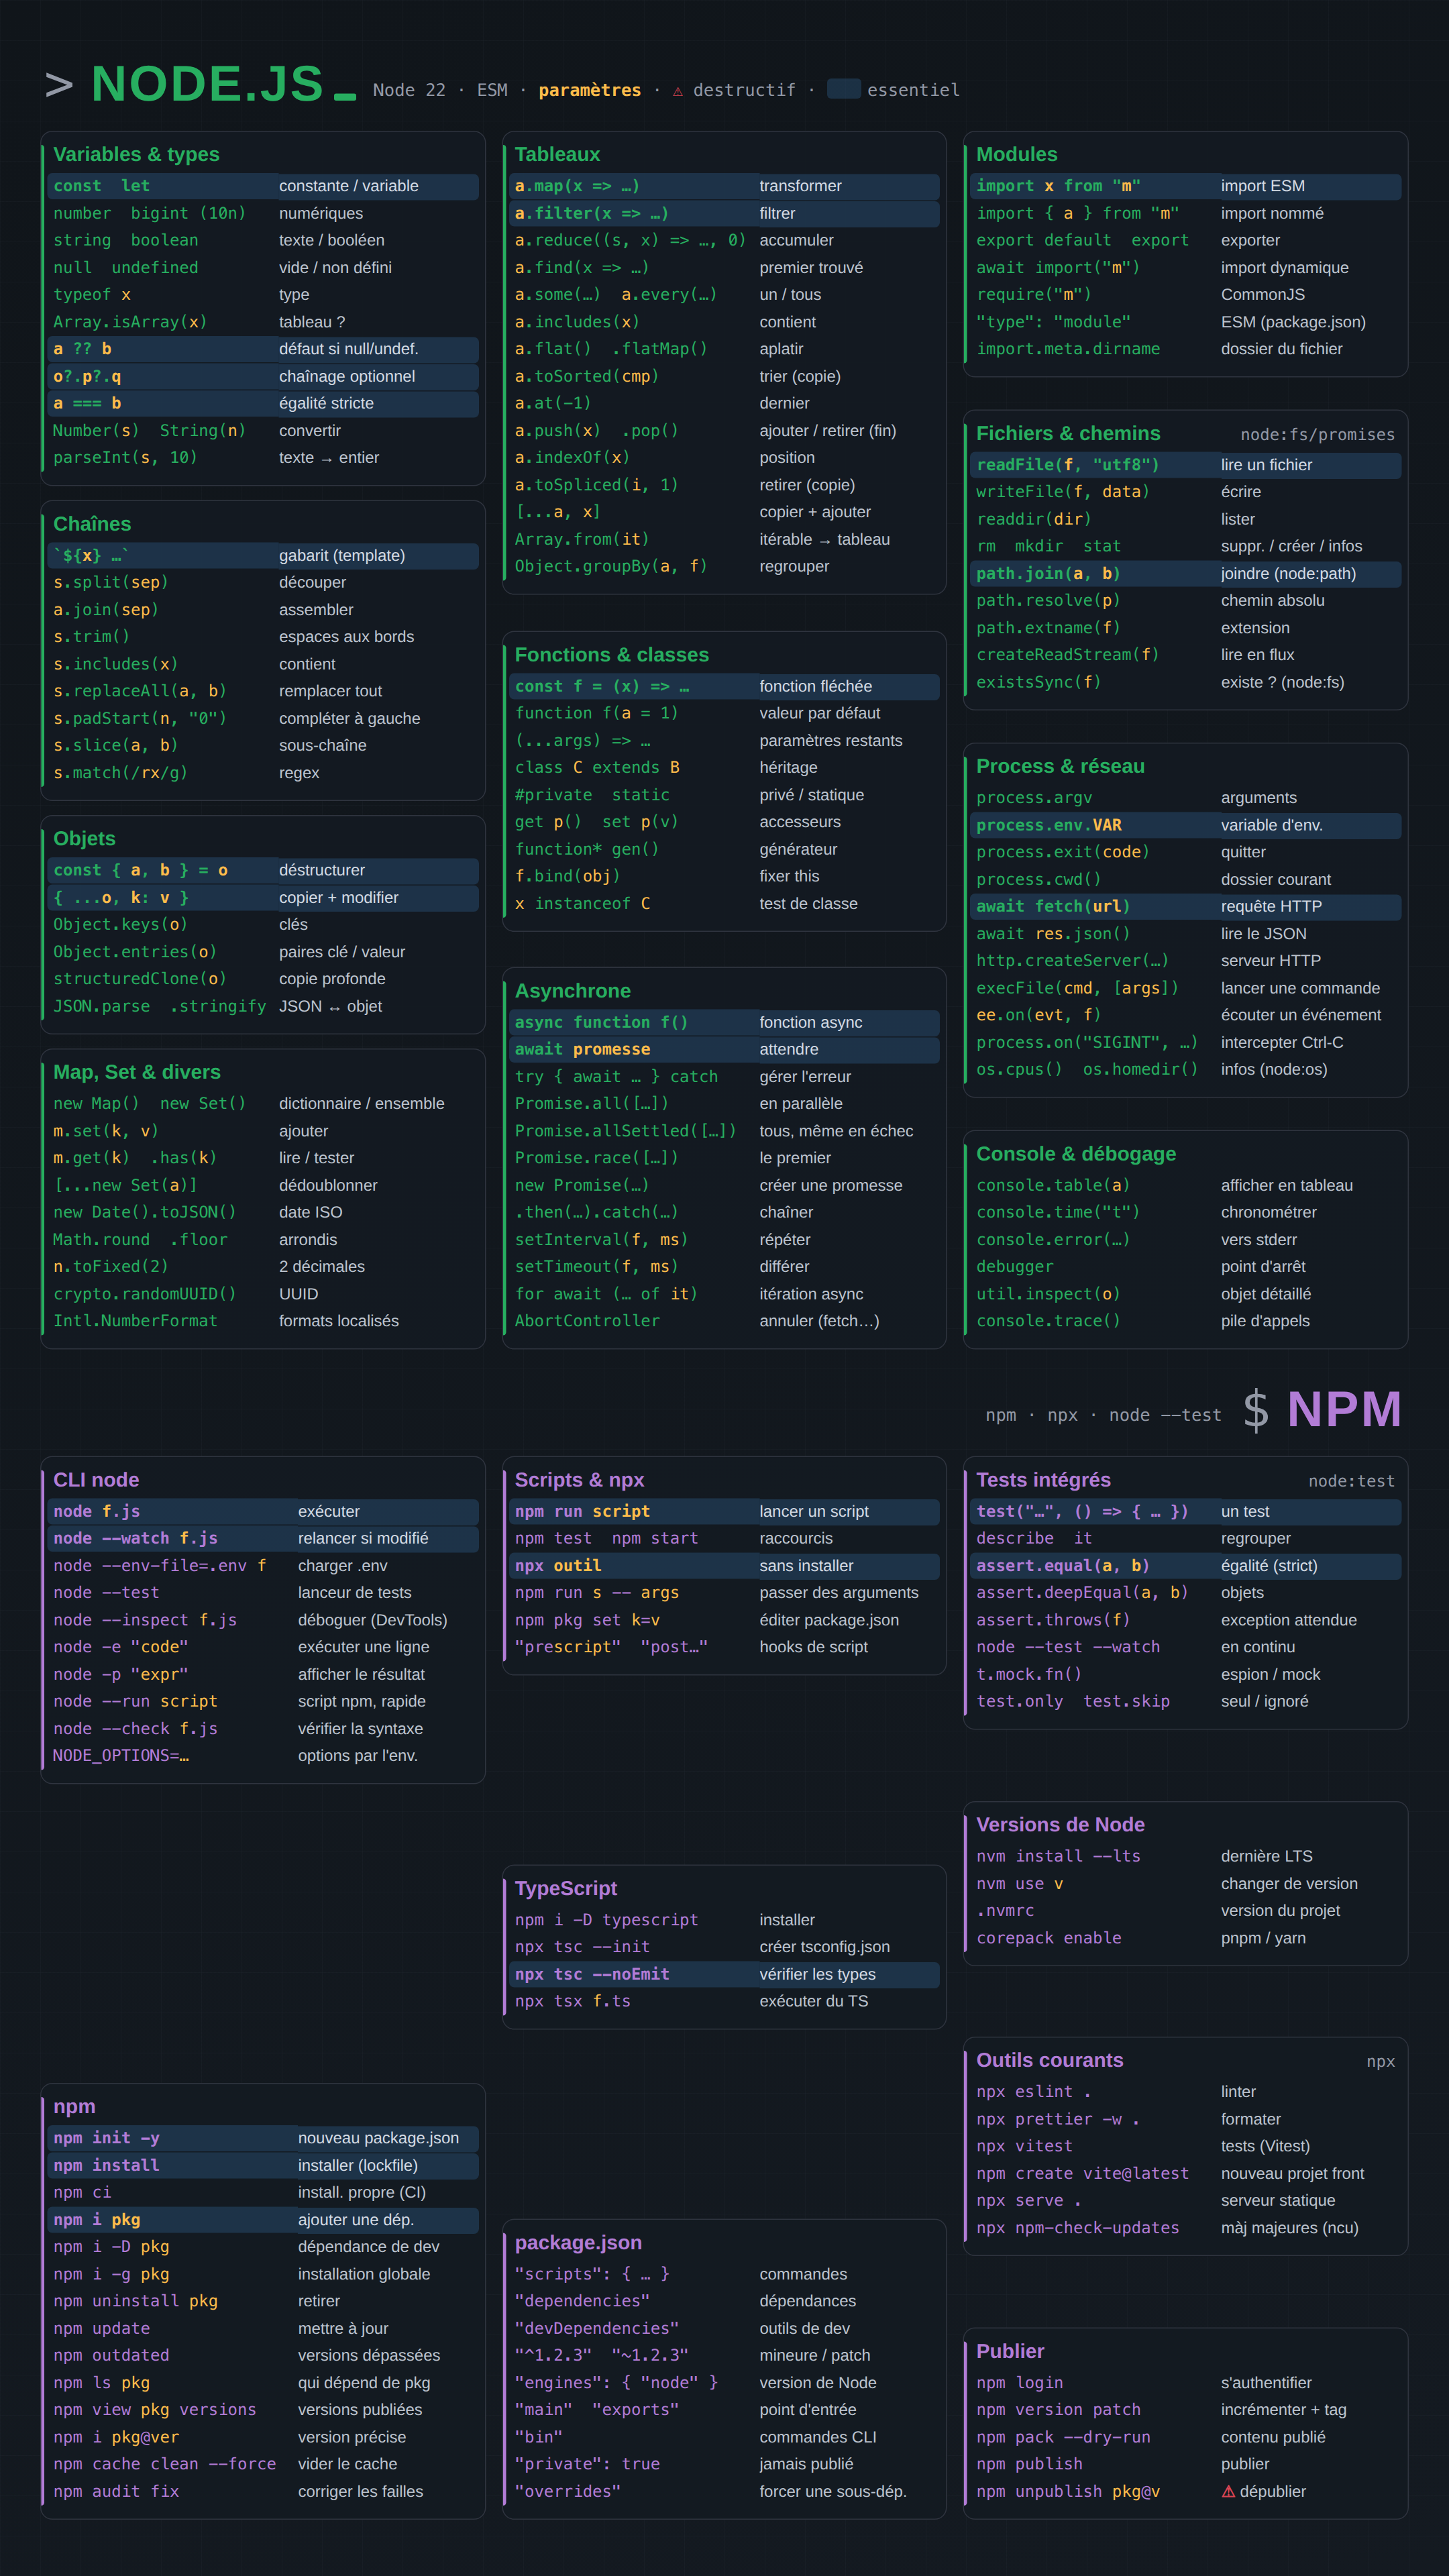 > NODE.JS_ Node 22 · ESM · paramètres · ⚠ destructif · essentiel
Variables & types
const  let constante / variable
number  bigint (10n) numériques
string  boolean texte / booléen
null  undefined vide / non défini
typeof x type
Array.isArray(x) tableau ?
a ?? b défaut si null/undef.
o?.p?.q chaînage optionnel
a === b égalité stricte
Number(s)  String(n) convertir
parseInt(s, 10) texte → entier
Chaînes
`${x} …` gabarit (template)
s.split(sep) découper
a.join(sep) assembler
s.trim() espaces aux bords
s.includes(x) contient
s.replaceAll(a, b) remplacer tout
s.padStart(n, "0") compléter à gauche
s.slice(a, b) sous-chaîne
s.match(/rx/g) regex
Objets
const { a, b } = o déstructurer
{ ...o, k: v } copier + modifier
Object.keys(o) clés
Object.entries(o) paires clé / valeur
structuredClone(o) copie profonde
JSON.parse  .stringify JSON ↔ objet
Map, Set & divers
new Map()  new Set() dictionnaire / ensemble
m.set(k, v) ajouter
m.get(k)  .has(k) lire / tester
[...new Set(a)] dédoublonner
new Date().toJSON() date ISO
Math.round  .floor arrondis
n.toFixed(2) 2 décimales
crypto.randomUUID() UUID
Intl.NumberFormat formats localisés
Tableaux
a.map(x => …) transformer
a.filter(x => …) filtrer
a.reduce((s, x) => …, 0) accumuler
a.find(x => …) premier trouvé
a.some(…)  a.every(…) un / tous
a.includes(x) contient
a.flat()  .flatMap() aplatir
a.toSorted(cmp) trier (copie)
a.at(-1) dernier
a.push(x)  .pop() ajouter / retirer (fin)
a.indexOf(x) position
a.toSpliced(i, 1) retirer (copie)
[...a, x] copier + ajouter
Array.from(it) itérable → tableau
Object.groupBy(a, f) regrouper
Fonctions & classes
const f = (x) => … fonction fléchée
function f(a = 1) valeur par défaut
(...args) => … paramètres restants
class C extends B héritage
#private  static privé / statique
get p()  set p(v) accesseurs
function* gen() générateur
f.bind(obj) fixer this
x instanceof C test de classe
Asynchrone
async function f() fonction async
await promesse attendre
try { await … } catch gérer l'erreur
Promise.all([…]) en parallèle
Promise.allSettled([…]) tous, même en échec
Promise.race([…]) le premier
new Promise(…) créer une promesse
.then(…).catch(…) chaîner
setInterval(f, ms) répéter
setTimeout(f, ms) différer
for await (… of it) itération async
AbortController annuler (fetch…)
Modules
import x from "m" import ESM
import { a } from "m" import nommé
export default  export exporter
await import("m") import dynamique
require("m") CommonJS
"type": "module" ESM (package.json)
import.meta.dirname dossier du fichier
Fichiers & chemins node:fs/promises
readFile(f, "utf8") lire un fichier
writeFile(f, data) écrire
readdir(dir) lister
rm  mkdir  stat suppr. / créer / infos
path.join(a, b) joindre (node:path)
path.resolve(p) chemin absolu
path.extname(f) extension
createReadStream(f) lire en flux
existsSync(f) existe ? (node:fs)
Process & réseau
process.argv arguments
process.env.VAR variable d'env.
process.exit(code) quitter
process.cwd() dossier courant
await fetch(url) requête HTTP
await res.json() lire le JSON
http.createServer(…) serveur HTTP
execFile(cmd, [args]) lancer une commande
ee.on(evt, f) écouter un événement
process.on("SIGINT", …) intercepter Ctrl-C
os.cpus()  os.homedir() infos (node:os)
Console & débogage
console.table(a) afficher en tableau
console.time("t") chronométrer
console.error(…) vers stderr
debugger point d'arrêt
util.inspect(o) objet détaillé
console.trace() pile d'appels
npm · npx · node --test $ NPM
CLI node
node f.js exécuter
node --watch f.js relancer si modifié
node --env-file=.env f charger .env
node --test lanceur de tests
node --inspect f.js déboguer (DevTools)
node -e "code" exécuter une ligne
node -p "expr" afficher le résultat
node --run script script npm, rapide
node --check f.js vérifier la syntaxe
NODE_OPTIONS=… options par l'env.
npm
npm init -y nouveau package.json
npm install installer (lockfile)
npm ci install. propre (CI)
npm i pkg ajouter une dép.
npm i -D pkg dépendance de dev
npm i -g pkg installation globale
npm uninstall pkg retirer
npm update mettre à jour
npm outdated versions dépassées
npm ls pkg qui dépend de pkg
npm view pkg versions versions publiées
npm i pkg@ver version précise
npm cache clean --force vider le cache
npm audit fix corriger les failles
Scripts & npx
npm run script lancer un script
npm test  npm start raccourcis
npx outil sans installer
npm run s -- args passer des arguments
npm pkg set k=v éditer package.json
"prescript"  "post…" hooks de script
TypeScript
npm i -D typescript installer
npx tsc --init créer tsconfig.json
npx tsc --noEmit vérifier les types
npx tsx f.ts exécuter du TS
package.json
"scripts": { … } commandes
"dependencies" dépendances
"devDependencies" outils de dev
"^1.2.3"  "~1.2.3" mineure / patch
"engines": { "node" } version de Node
"main"  "exports" point d'entrée
"bin" commandes CLI
"private": true jamais publié
"overrides" forcer une sous-dép.
Tests intégrés node:test
test("…", () => { … }) un test
describe  it regrouper
assert.equal(a, b) égalité (strict)
assert.deepEqual(a, b) objets
assert.throws(f) exception attendue
node --test --watch en continu
t.mock.fn() espion / mock
test.only  test.skip seul / ignoré
Versions de Node
nvm install --lts dernière LTS
nvm use v changer de version
.nvmrc version du projet
corepack enable pnpm / yarn
Outils courants npx
npx eslint . linter
npx prettier -w . formater
npx vitest tests (Vitest)
npm create vite@latest nouveau projet front
npx serve . serveur statique
npx npm-check-updates màj majeures (ncu)
Publier
npm login s'authentifier
npm version patch incrémenter + tag
npm pack --dry-run contenu publié
npm publish publier
npm unpublish pkg@v ⚠ dépublier